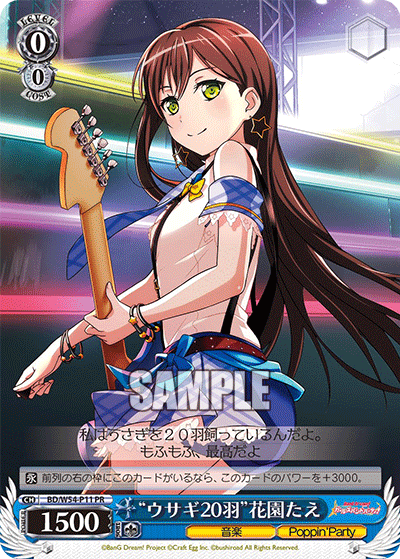 LEVEL
0
0
COST
SAMPLE
私はうさぎを２０羽飼っているんだよ。
もふもふ、最高だよ
永 前列の中央の枠にこのカードがいるなら、このカードのパワーを＋3000。
CH BD/WS4-P11 PR
1500
“ウサギ20羽”花園たえ
音楽
Poppin'Party
©BanG Dream! Project ©Craft Egg Inc. ©bushiroad All Rights Reserved.